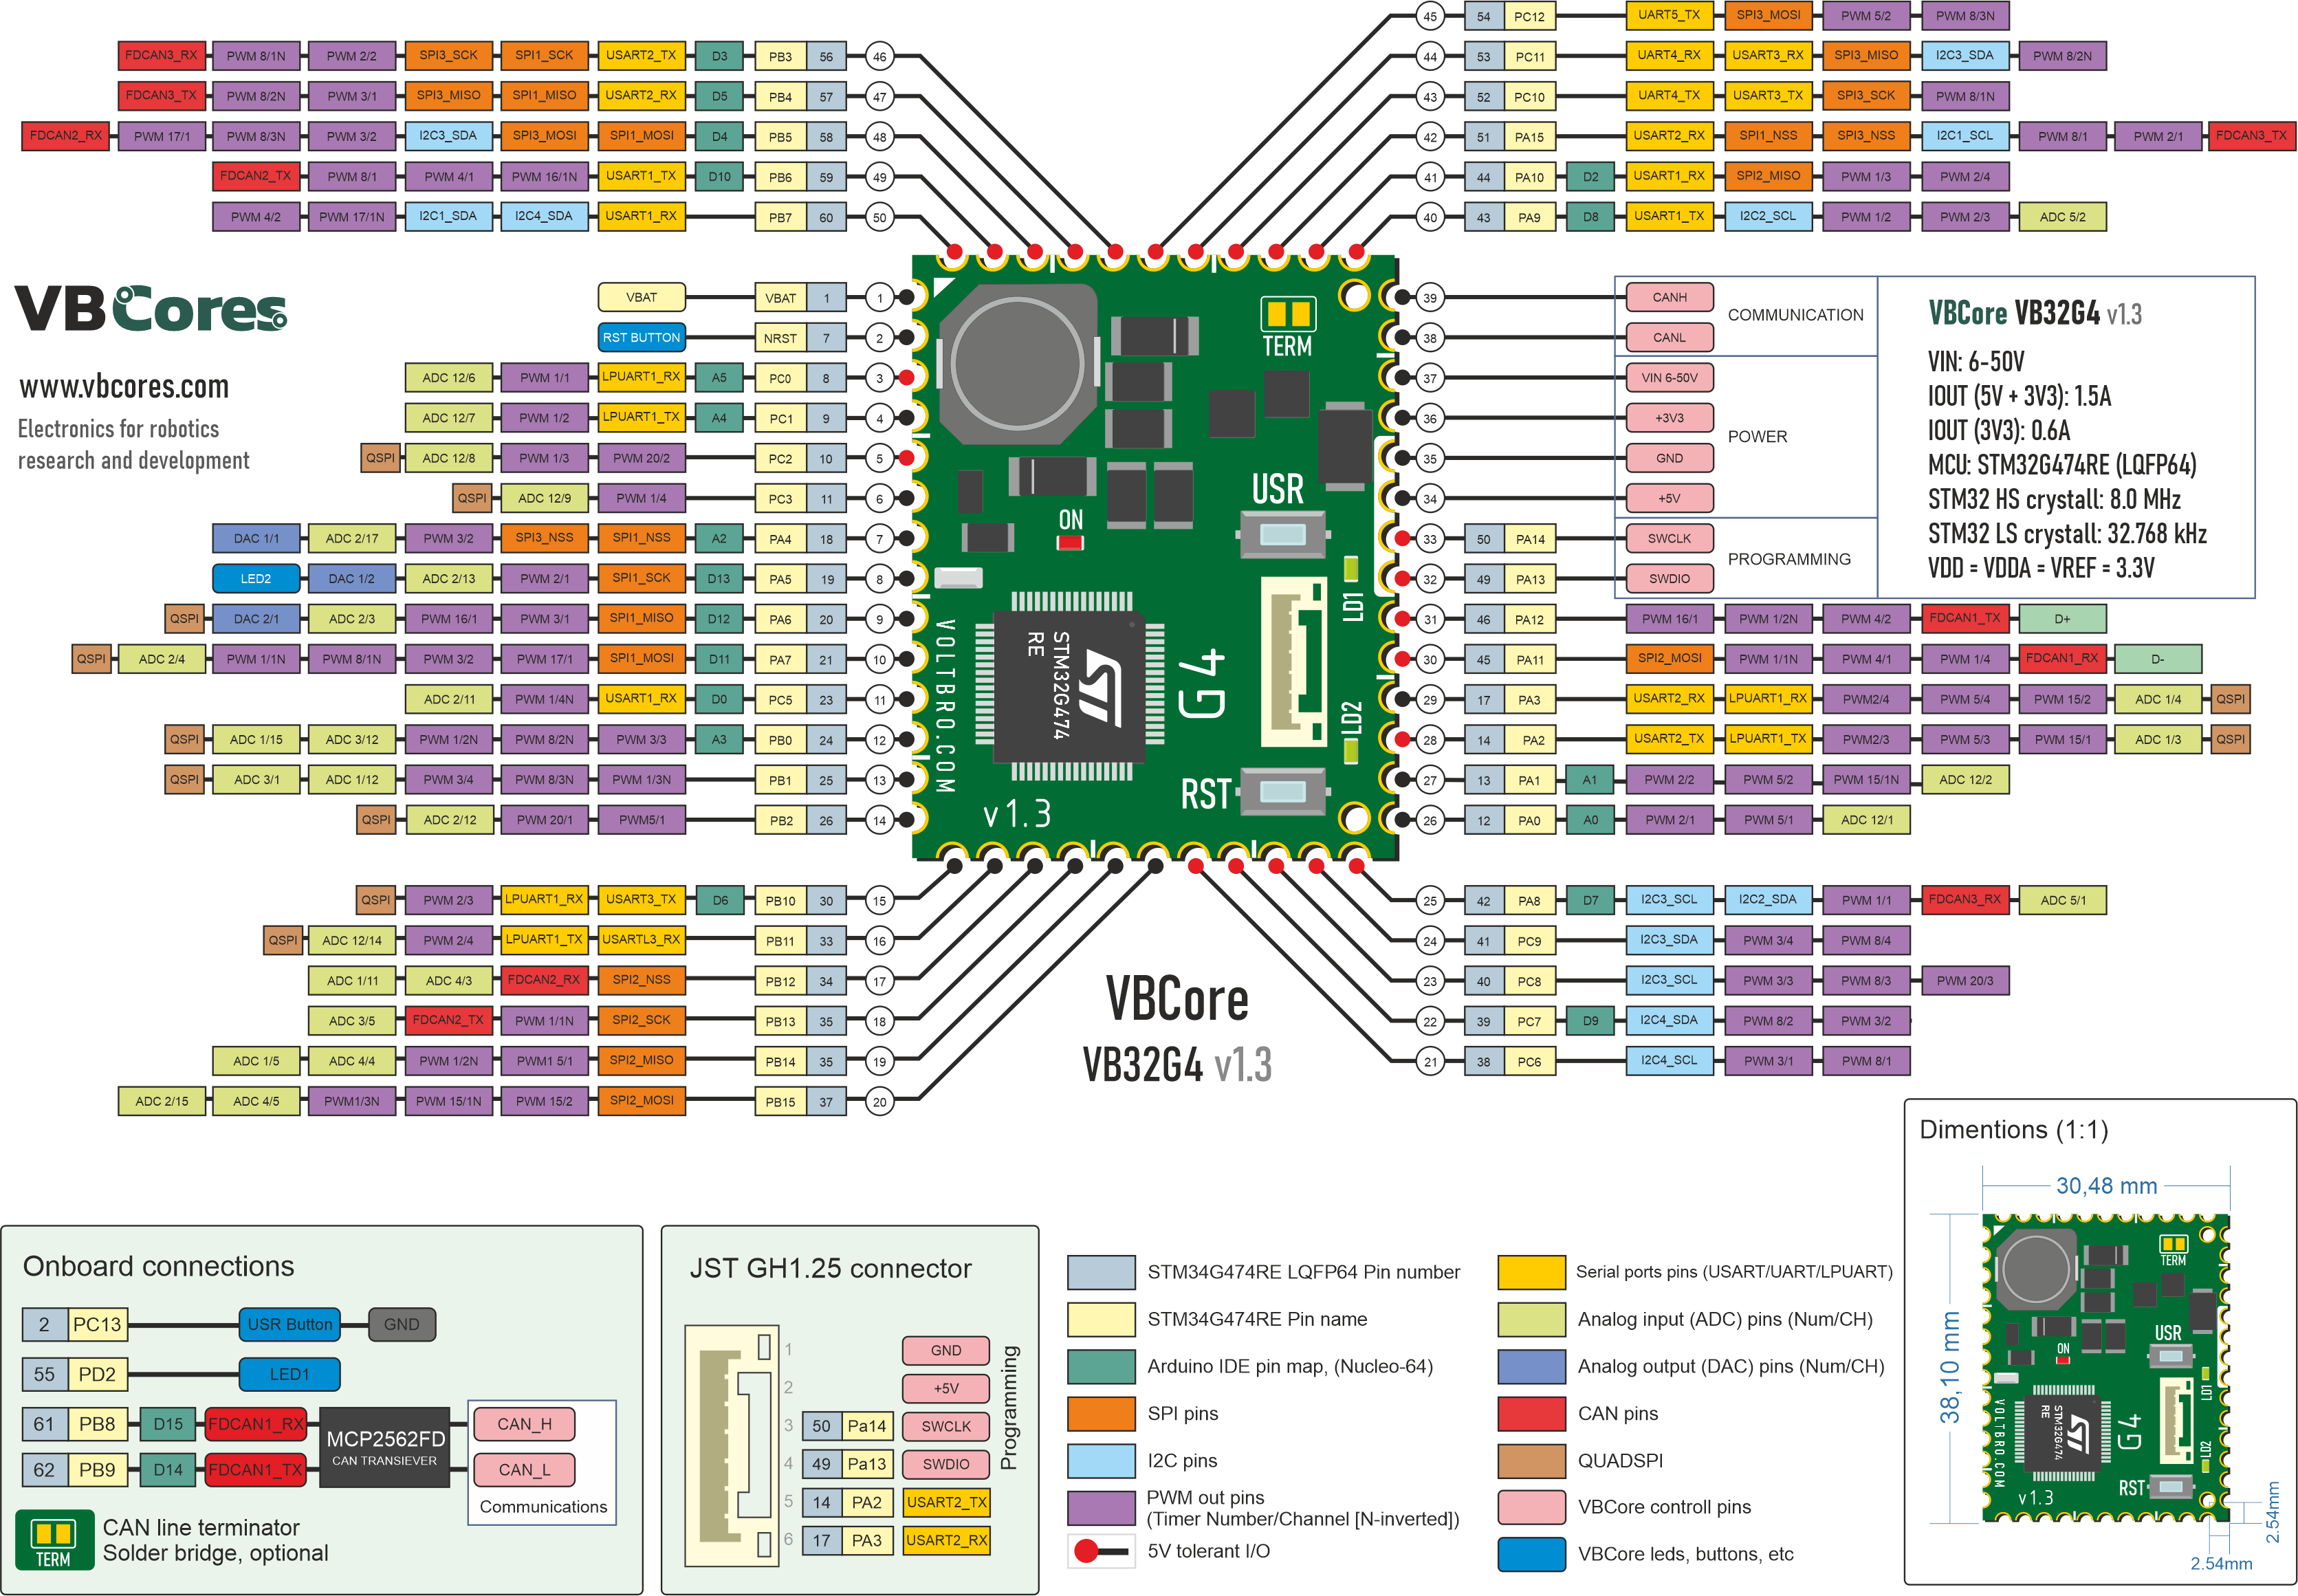 FDCAN3_RX PWM 8/1N PWM 2/2 SPI3_SCK SPI1_SCK USART2_TX D3 PB3 56 46
FDCAN3_TX PWM 8/2N PWM 3/1 SPI3_MISO SPI1_MISO USART2_RX D5 PB4 57 47
FDCAN2_RX PWM 17/1 PWM 8/3N PWM 3/2 I2C3_SDA SPI3_MOSI SPI1_MOSI D4 PB5 58 48
FDCAN2_TX PWM 8/1 PWM 4/1 PWM 16/1N USART1_TX D10 PB6 59 49
PWM 4/2 PWM 17/1N I2C1_SDA I2C4_SDA USART1_RX PB7 60 50
45 54 PC12 UART5_TX SPI3_MOSI PWM 5/2 PWM 8/3N
44 53 PC11 UART4_RX USART3_RX SPI3_MISO I2C3_SDA PWM 8/2N
43 52 PC10 UART4_TX USART3_TX SPI3_SCK PWM 8/1N
42 51 PA15 USART2_RX SPI1_NSS SPI3_NSS I2C1_SCL PWM 8/1 PWM 2/1 FDCAN3_TX
41 44 PA10 D2 USART1_RX SPI2_MISO PWM 1/3 PWM 2/4
40 43 PA9 D8 USART1_TX I2C2_SCL PWM 1/2 PWM 2/3 ADC 5/2
VBCores
www.vbcores.com
Electronics for robotics
research and development
VBAT VBAT 1 1
RST BUTTON NRST 7 2
ADC 12/6 PWM 1/1 LPUART1_RX A5 PC0 8 3
ADC 12/7 PWM 1/2 LPUART1_TX A4 PC1 9 4
QSPI ADC 12/8 PWM 1/3 PWM 20/2 PC2 10 5
QSPI ADC 12/9 PWM 1/4 PC3 11 6
DAC 1/1 ADC 2/17 PWM 3/2 SPI3_NSS SPI1_NSS A2 PA4 18 7
LED2 DAC 1/2 ADC 2/13 PWM 2/1 SPI1_SCK D13 PA5 19 8
QSPI DAC 2/1 ADC 2/3 PWM 16/1 PWM 3/1 SPI1_MISO D12 PA6 20 9
QSPI ADC 2/4 PWM 1/1N PWM 8/1N PWM 3/2 PWM 17/1 SPI1_MOSI D11 PA7 21 10
ADC 2/11 PWM 1/4N USART1_RX D0 PC5 23 11
QSPI ADC 1/15 ADC 3/12 PWM 1/2N PWM 8/2N PWM 3/3 A3 PB0 24 12
QSPI ADC 3/1 ADC 1/12 PWM 3/4 PWM 8/3N PWM 1/3N PB1 25 13
QSPI ADC 2/12 PWM 20/1 PWM5/1 PB2 26 14
TERM
USR
ON
LD1
STM32G474
RE
ST
G4
VOLTBRO.COM
LD2
RST
v1.3
39 CANH
38 CANL
COMMUNICATION
37 VIN 6-50V
36 +3V3
35 GND
34 +5V
POWER
33 50 PA14 SWCLK
32 49 PA13 SWDIO
PROGRAMMING
VBCore VB32G4 v1.3
VIN: 6-50V
IOUT (5V + 3V3): 1.5A
IOUT (3V3): 0.6A
MCU: STM32G474RE (LQFP64)
STM32 HS crystall: 8.0 MHz
STM32 LS crystall: 32.768 kHz
VDD = VDDA = VREF = 3.3V
31 46 PA12 PWM 16/1 PWM 1/2N PWM 4/2 FDCAN1_TX D+
30 45 PA11 SPI2_MOSI PWM 1/1N PWM 4/1 PWM 1/4 FDCAN1_RX D-
29 17 PA3 USART2_RX LPUART1_RX PWM2/4 PWM 5/4 PWM 15/2 ADC 1/4 QSPI
28 14 PA2 USART2_TX LPUART1_TX PWM2/3 PWM 5/3 PWM 15/1 ADC 1/3 QSPI
27 13 PA1 A1 PWM 2/2 PWM 5/2 PWM 15/1N ADC 12/2
26 12 PA0 A0 PWM 2/1 PWM 5/1 ADC 12/1
QSPI PWM 2/3 LPUART1_RX USART3_TX D6 PB10 30 15
QSPI ADC 12/14 PWM 2/4 LPUART1_TX USARTL3_RX PB11 33 16
ADC 1/11 ADC 4/3 FDCAN2_RX SPI2_NSS PB12 34 17
ADC 3/5 FDCAN2_TX PWM 1/1N SPI2_SCK PB13 35 18
ADC 1/5 ADC 4/4 PWM 1/2N PWM1 5/1 SPI2_MISO PB14 35 19
ADC 2/15 ADC 4/5 PWM1/3N PWM 15/1N PWM 15/2 SPI2_MOSI PB15 37 20
VBCore
VB32G4 v1.3
25 42 PA8 D7 I2C3_SCL I2C2_SDA PWM 1/1 FDCAN3_RX ADC 5/1
24 41 PC9 I2C3_SDA PWM 3/4 PWM 8/4
23 40 PC8 I2C3_SCL PWM 3/3 PWM 8/3 PWM 20/3
22 39 PC7 D9 I2C4_SDA PWM 8/2 PWM 3/2
21 38 PC6 I2C4_SCL PWM 3/1 PWM 8/1
Onboard connections
2 PC13 USR Button GND
55 PD2 LED1
61 PB8 D15 FDCAN1_RX
62 PB9 D14 FDCAN1_TX
MCP2562FD
CAN TRANSIEVER
CAN_H
CAN_L
Communications
TERM
CAN line terminator
Solder bridge, optional
JST GH1.25 connector
1 GND
2 +5V
3 50 Pa14 SWCLK
4 49 Pa13 SWDIO
5 14 PA2 USART2_TX
6 17 PA3 USART2_RX
Programming
STM34G474RE LQFP64 Pin number
STM34G474RE Pin name
Arduino IDE pin map, (Nucleo-64)
SPI pins
I2C pins
PWM out pins
(Timer Number/Channel [N-inverted])
5V tolerant I/O
Serial ports pins (USART/UART/LPUART)
Analog input (ADC) pins (Num/CH)
Analog output (DAC) pins (Num/CH)
CAN pins
QUADSPI
VBCore controll pins
VBCore leds, buttons, etc
Dimentions (1:1)
30,48 mm
38,10 mm
TERM
USR
ON
LD1
STM32G474
RE
ST
G4
VOLTBRO.COM
LD2
RST
v1.3
2.54mm
2.54mm